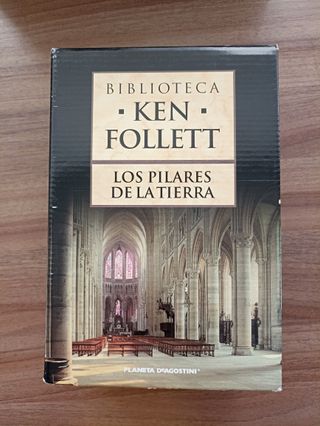 BIBLIOTECA
· KEN ·
FOLLETT
LOS PILARES
DE LA TIERRA
PLANETA DEAGOSTINI